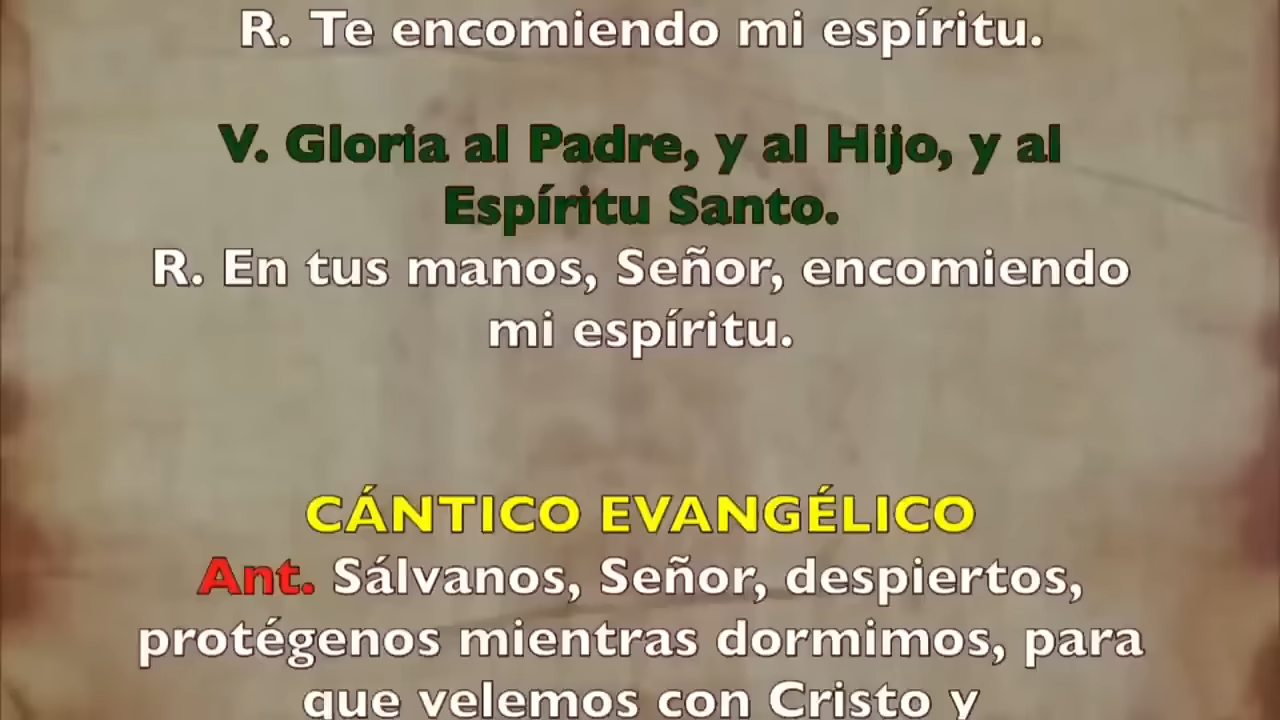 R. Te encomiendo mi espíritu.
V. Gloria al Padre, y al Hijo, y al
Espíritu Santo.
R. En tus manos, Señor, encomiendo
mi espíritu.
CÁNTICO EVANGÉLICO
Ant. Sálvanos, Señor, despiertos,
protégenos mientras dormimos, para
que velemos con Cristo y